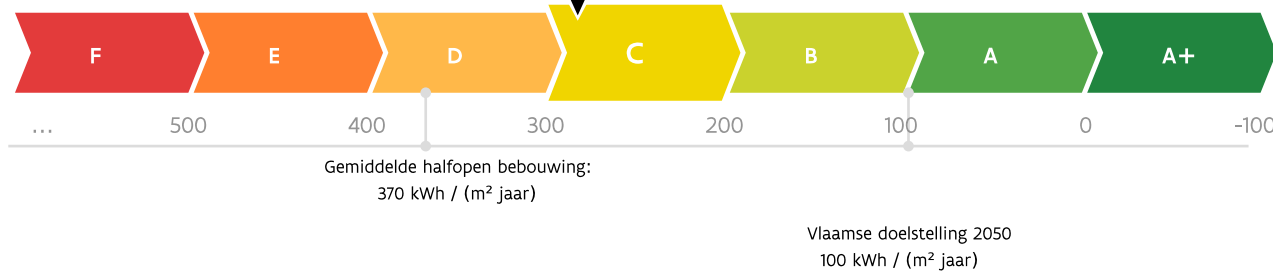 F E D C B A A+
... 500 400 300 200 100 0 -100
Gemiddelde halfopen bebouwing:
370 kWh / (m² jaar)
Vlaamse doelstelling 2050
100 kWh / (m² jaar)